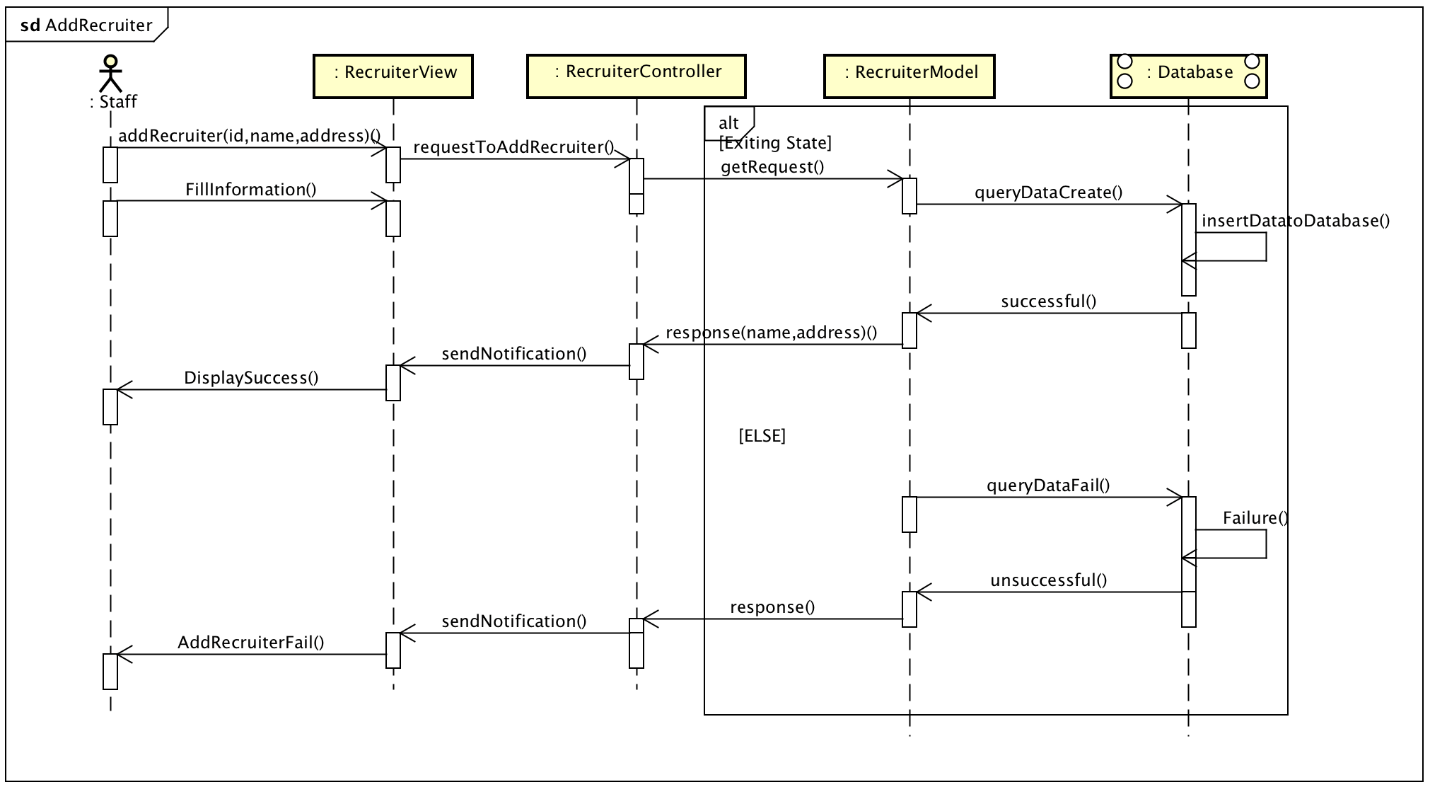 sd AddRecruiter
: Staff
: RecruiterView
: RecruiterController
: RecruiterModel
: Database
alt
[Exiting State]
addRecruiter(id,name,address)()
requestToAddRecruiter()
getRequest()
FillInformation()
queryDataCreate()
insertDatatoDatabase()
successful()
response(name,address)()
sendNotification()
DisplaySuccess()
[ELSE]
queryDataFail()
Failure()
unsuccessful()
response()
sendNotification()
AddRecruiterFail()